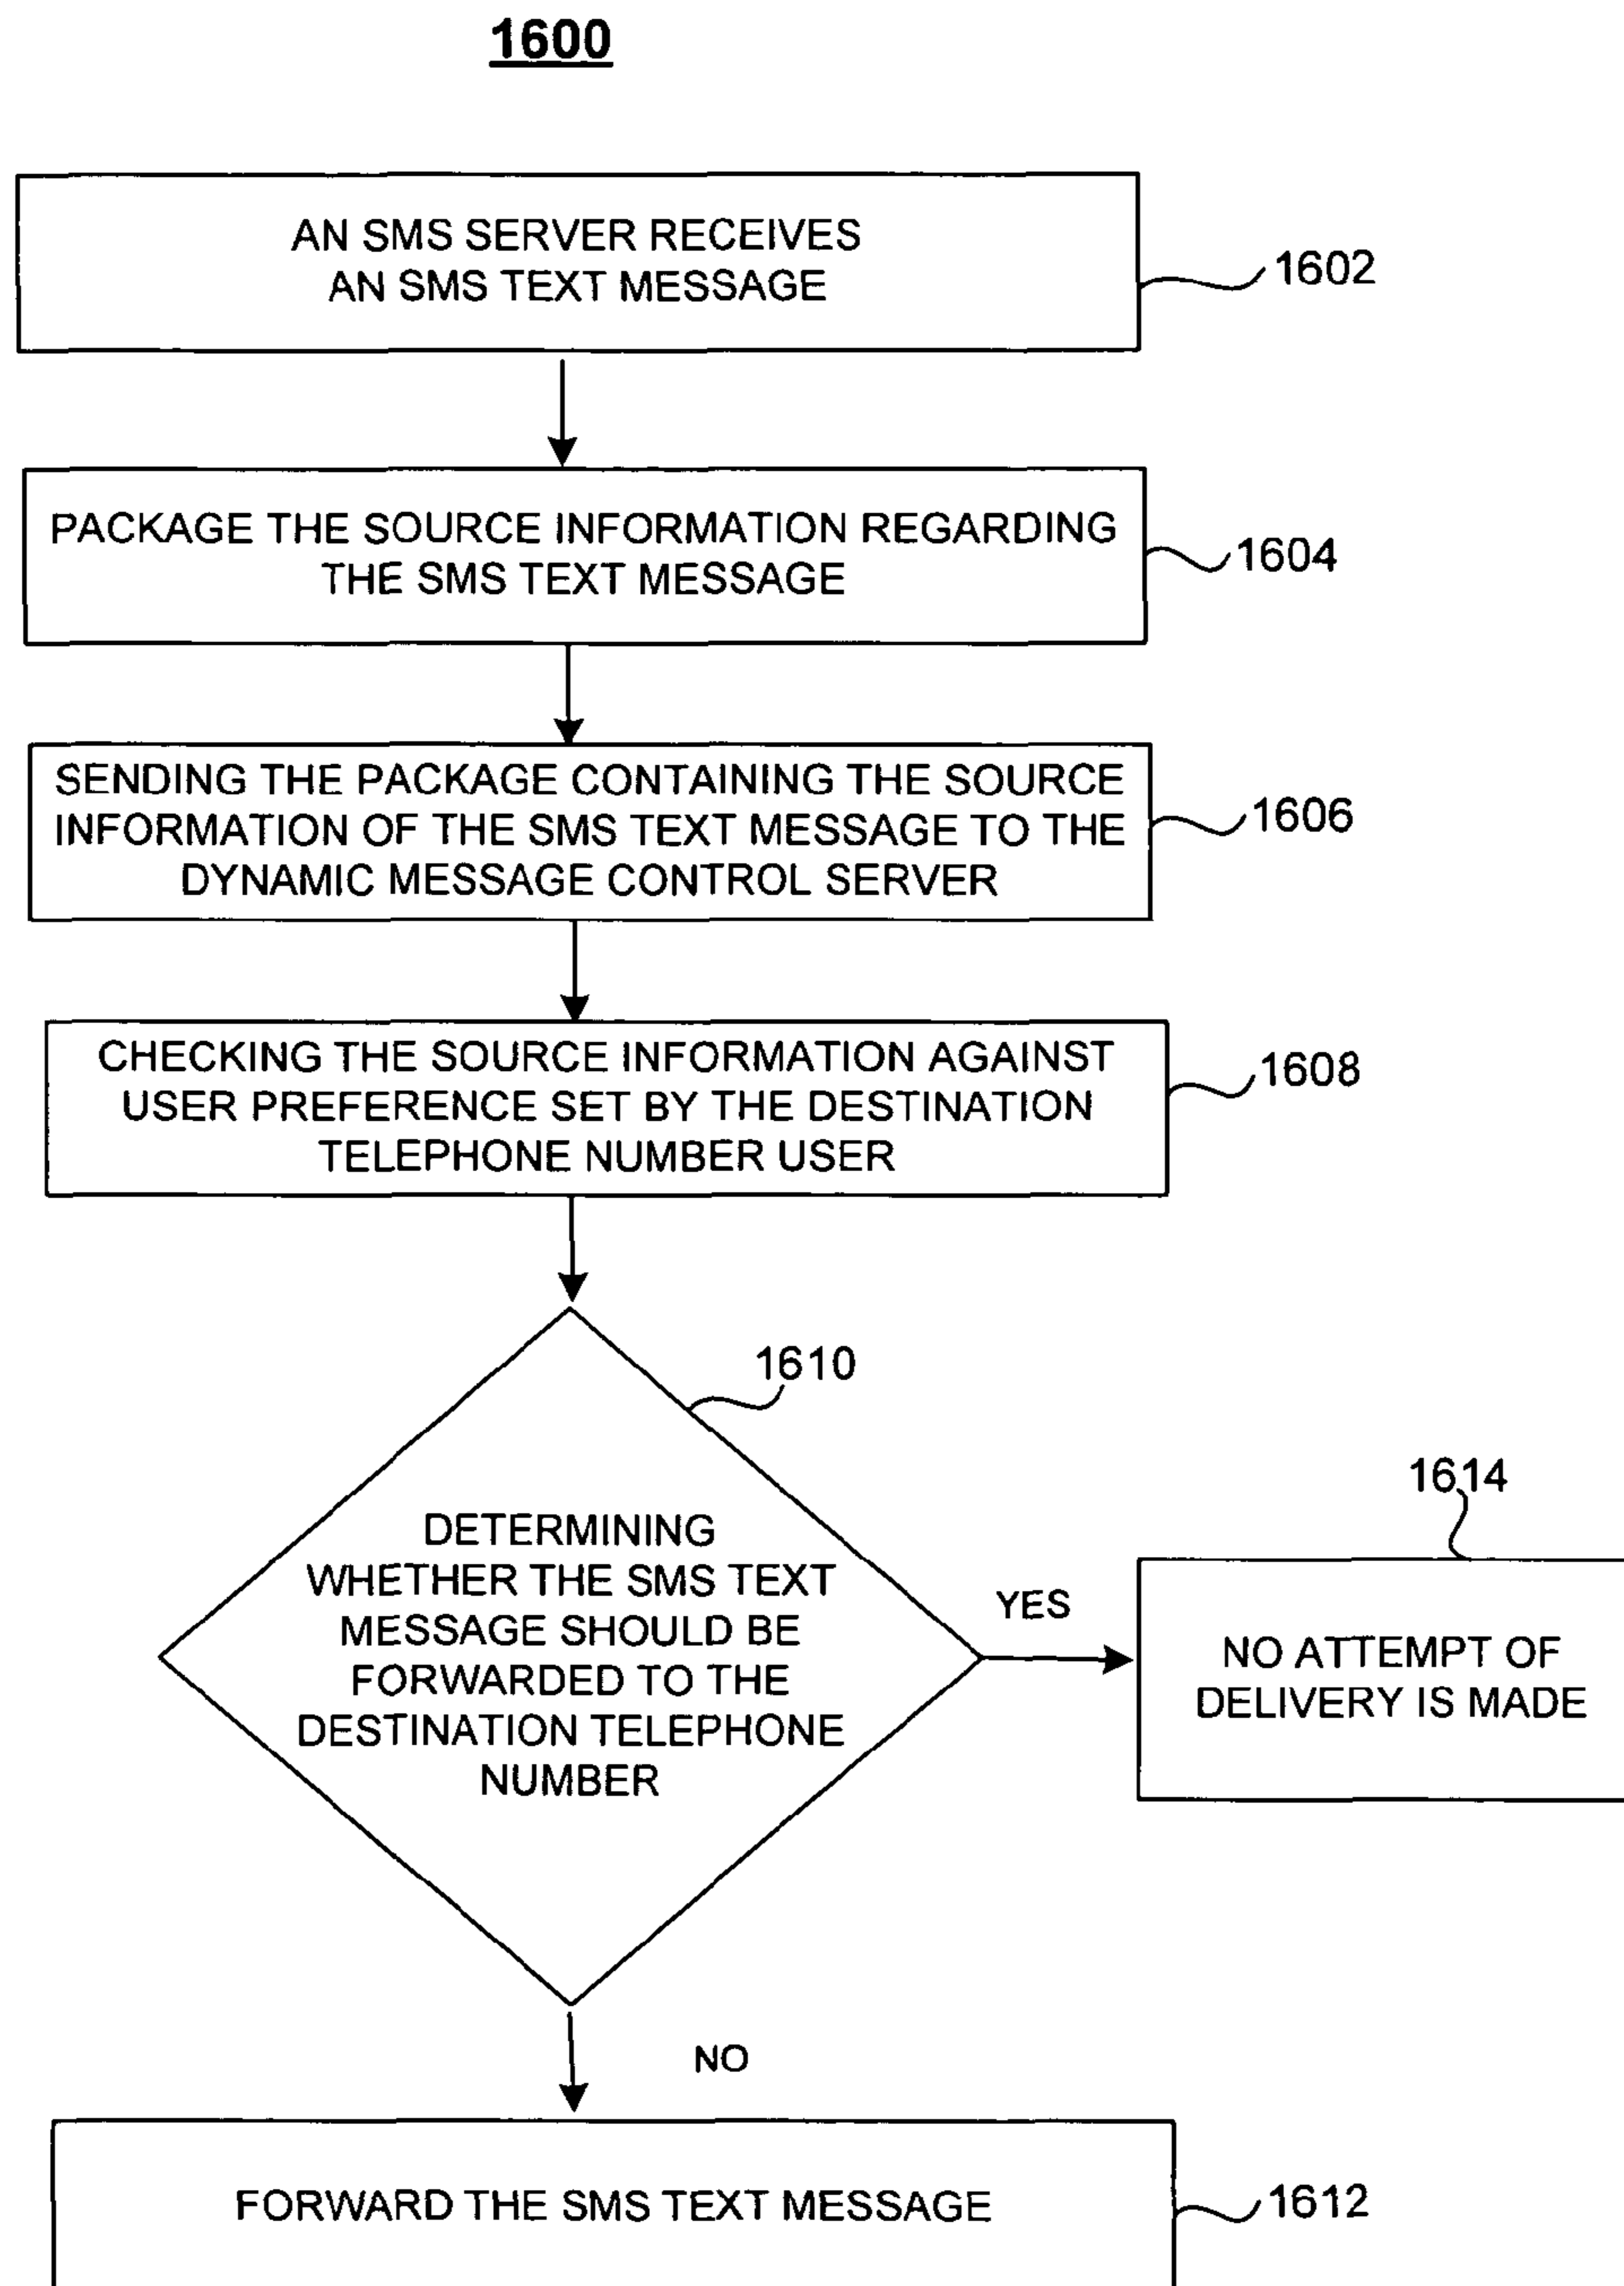 1600
AN SMS SERVER RECEIVES
AN SMS TEXT MESSAGE
1602
PACKAGE THE SOURCE INFORMATION REGARDING
THE SMS TEXT MESSAGE
1604
SENDING THE PACKAGE CONTAINING THE SOURCE
INFORMATION OF THE SMS TEXT MESSAGE TO THE
DYNAMIC MESSAGE CONTROL SERVER
1606
CHECKING THE SOURCE INFORMATION AGAINST
USER PREFERENCE SET BY THE DESTINATION
TELEPHONE NUMBER USER
1608
1610
DETERMINING
WHETHER THE SMS TEXT
MESSAGE SHOULD BE
FORWARDED TO THE
DESTINATION TELEPHONE
NUMBER
YES
1614
NO ATTEMPT OF
DELIVERY IS MADE
NO
FORWARD THE SMS TEXT MESSAGE
1612